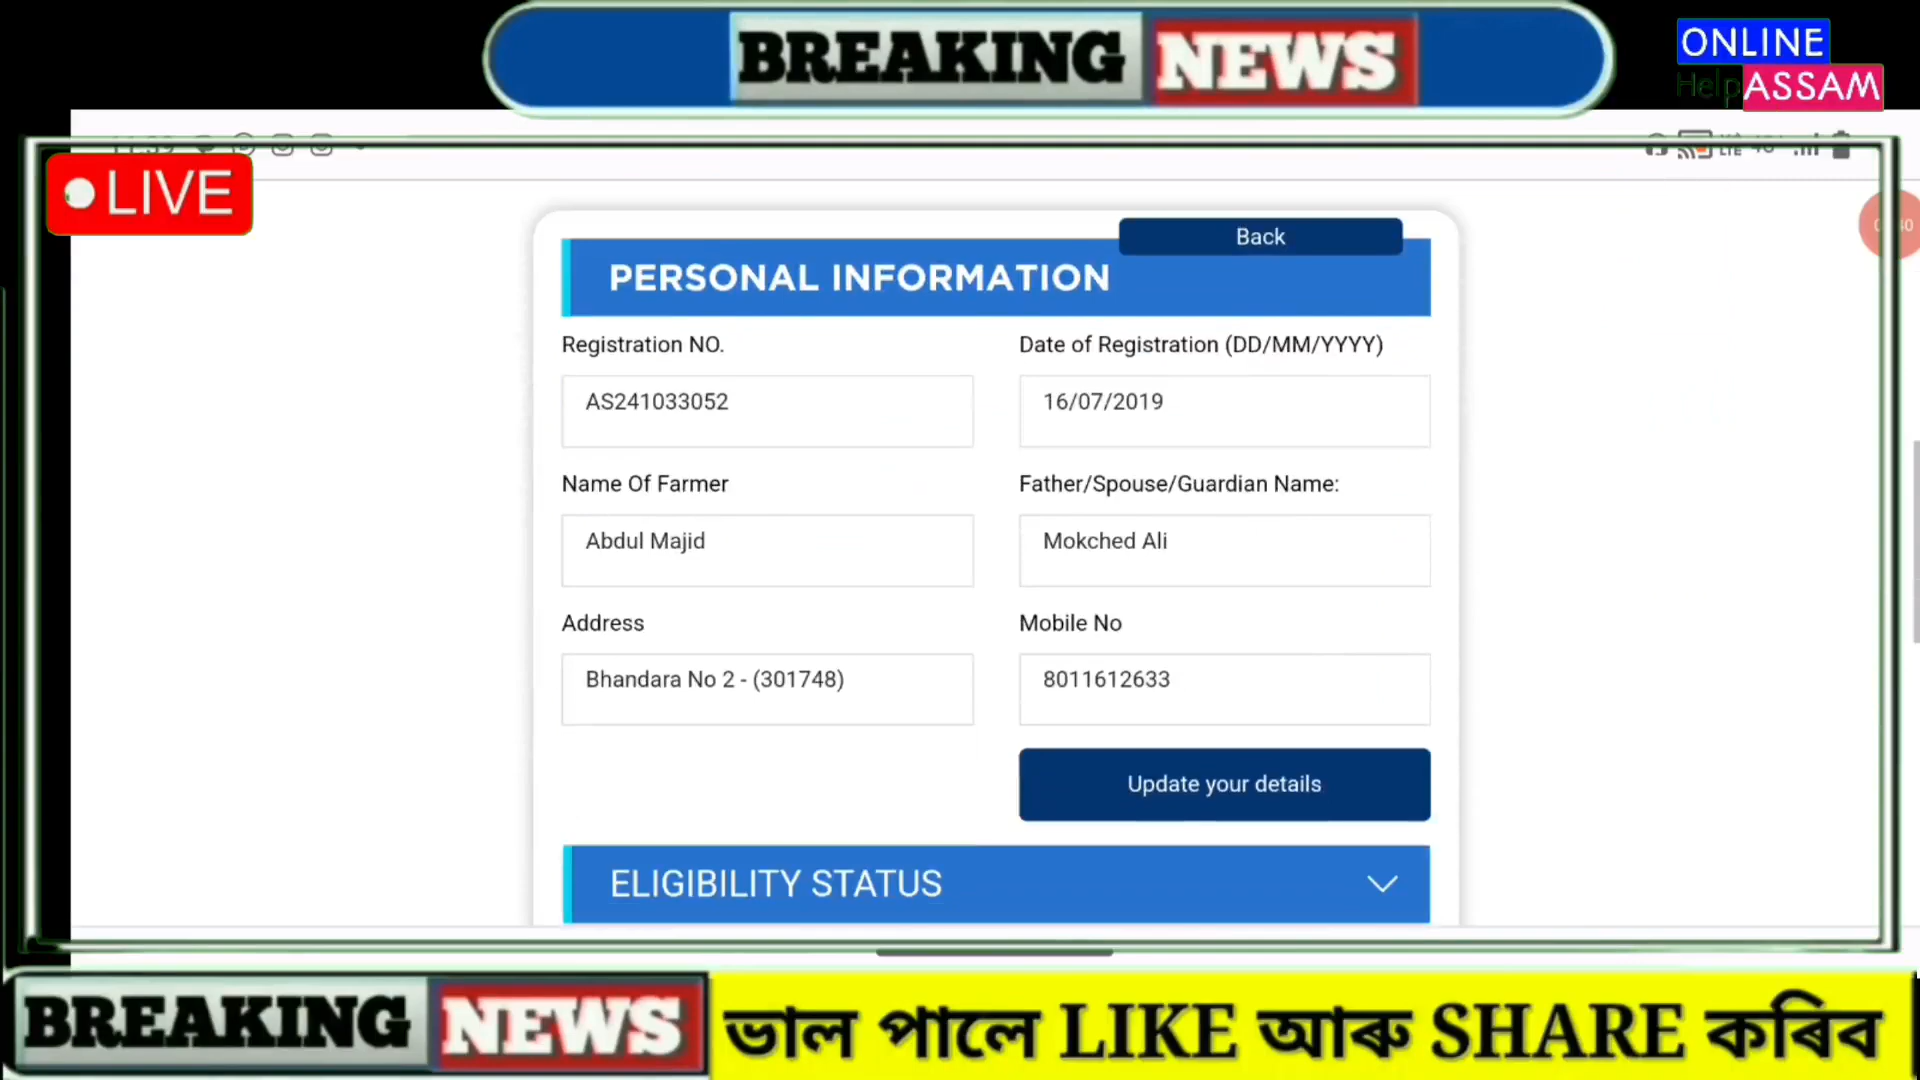 BREAKING NEWS
ONLINE
Help ASSAM
LIVE
Back
PERSONAL INFORMATION
Registration NO.
Date of Registration (DD/MM/YYYY)
AS241033052
16/07/2019
Name Of Farmer
Father/Spouse/Guardian Name:
Abdul Majid
Mokched Ali
Address
Mobile No
Bhandara No 2 - (301748)
8011612633
Update your details
ELIGIBILITY STATUS
BREAKING NEWS ভাল পালে LIKE আৰু SHARE কৰিব